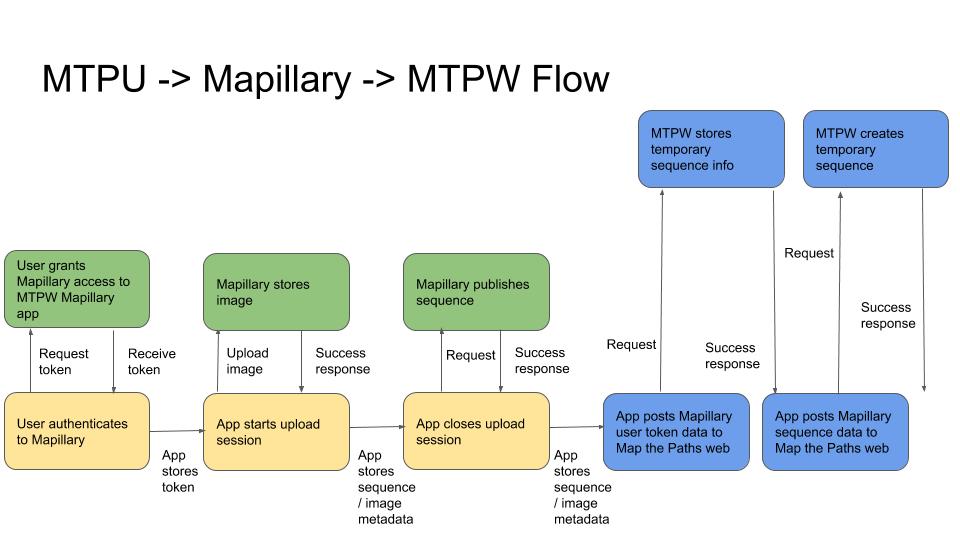 MTPU -> Mapillary -> MTPW Flow
MTPW stores
temporary
sequence info
MTPW creates
temporary
sequence
User grants
Mapillary access to
MTPW Mapillary
app
Mapillary stores
image
Mapillary publishes
sequence
Request
token
Receive
token
Upload
image
Success
response
Request
Success
response
Request
Success
response
Request
Success
response
User authenticates
to Mapillary
App starts upload
session
App closes upload
session
App posts Mapillary
user token data to
Map the Paths web
App posts Mapillary
sequence data to
Map the Paths web
App
stores
token
App
stores
sequence
/ image
metadata
App
stores
sequence
/ image
metadata